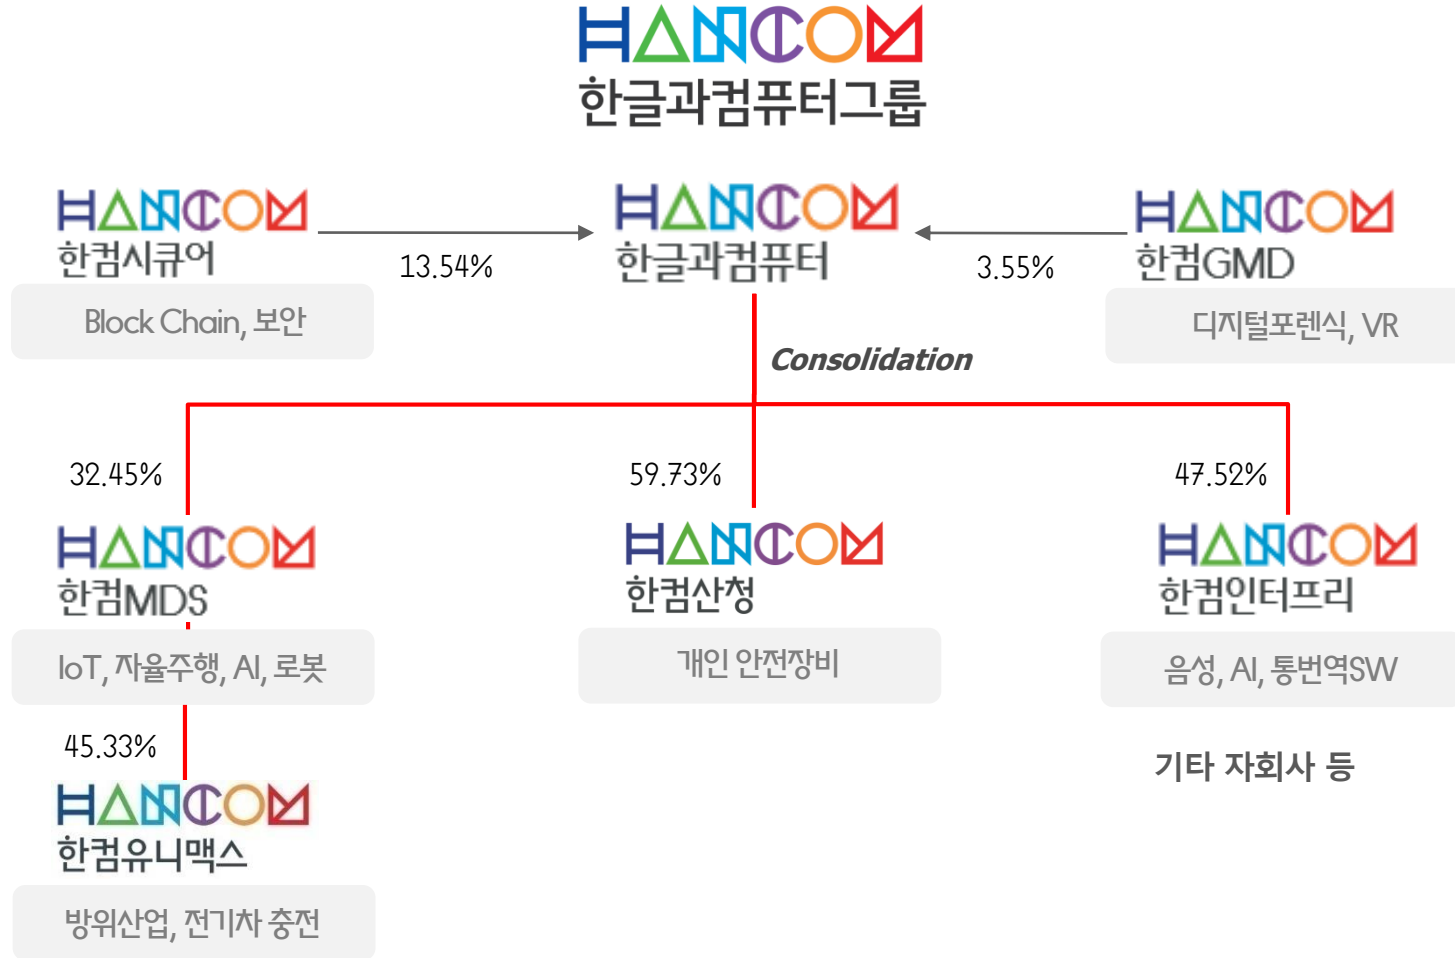 HANCOM
한글과컴퓨터그룹
HANCOM
한컴시큐어
13.54%
HANCOM
한글과컴퓨터
3.55%
HANCOM
한컴GMD
Block Chain, 보안
디지털포렌식, VR
Consolidation
32.45%
59.73%
47.52%
HANCOM
한컴MDS
HANCOM
한컴산청
HANCOM
한컴인터프리
IoT, 자율주행, AI, 로봇
개인 안전장비
음성, AI, 통번역SW
45.33%
기타 자회사 등
HANCOM
한컴유니맥스
방위산업, 전기차 충전